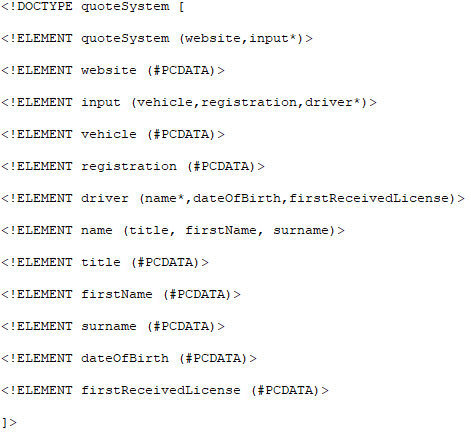 <!DOCTYPE quoteSystem [
<!ELEMENT quoteSystem (website,input*)>
<!ELEMENT website (#PCDATA)>
<!ELEMENT input (vehicle,registration,driver*)>
<!ELEMENT vehicle (#PCDATA)>
<!ELEMENT registration (#PCDATA)>
<!ELEMENT driver (name*,dateOfBirth,firstReceivedLicense)>
<!ELEMENT name (title, firstName, surname)>
<!ELEMENT title (#PCDATA)>
<!ELEMENT firstName (#PCDATA)>
<!ELEMENT surname (#PCDATA)>
<!ELEMENT dateOfBirth (#PCDATA)>
<!ELEMENT firstReceivedLicense (#PCDATA)>
]>